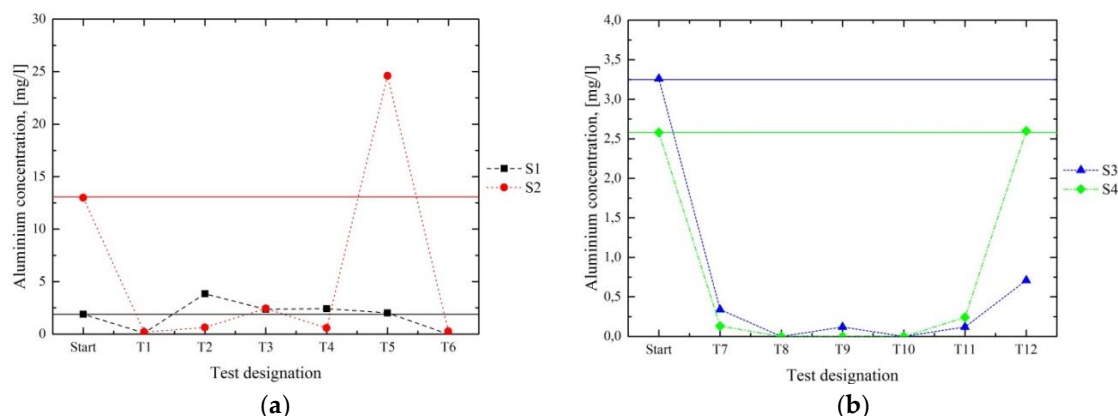 30
25
20
15
10
5
0
Aluminium concentration, [mg/l]
Start T1 T2 T3 T4 T5 T6
Test designation
S1
S2
(a)
4,0
3,5
3,0
2,5
2,0
1,5
1,0
0,5
0,0
Aluminium concentration, [mg/l]
Start T7 T8 T9 T10 T11 T12
Test designation
S3
S4
(b)